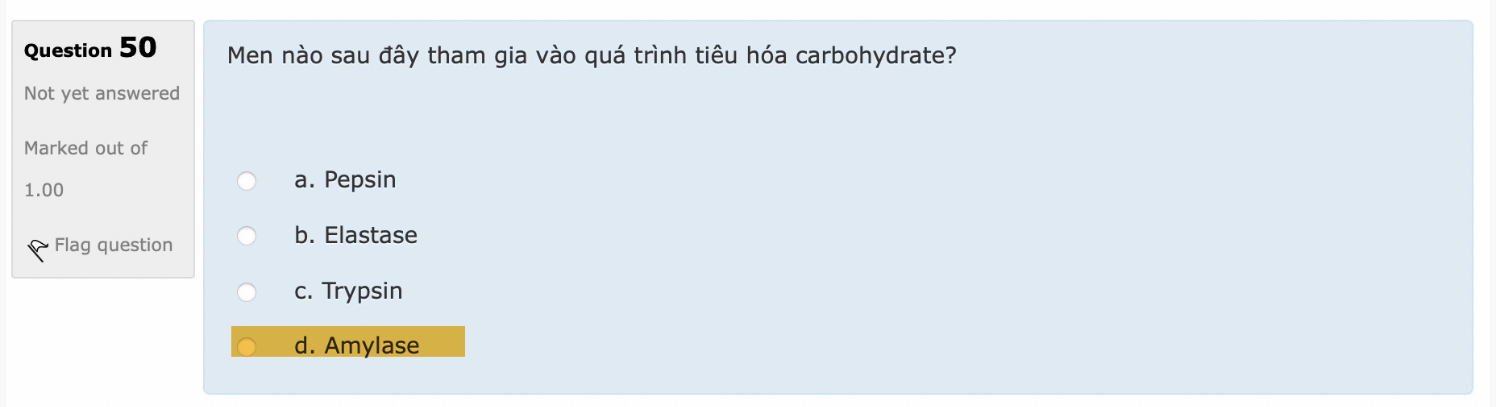 Question 50
Not yet answered
Marked out of
1.00
Flag question
Men nào sau đây tham gia vào quá trình tiêu hóa carbohydrate?
a. Pepsin
b. Elastase
c. Trypsin
d. Amylase